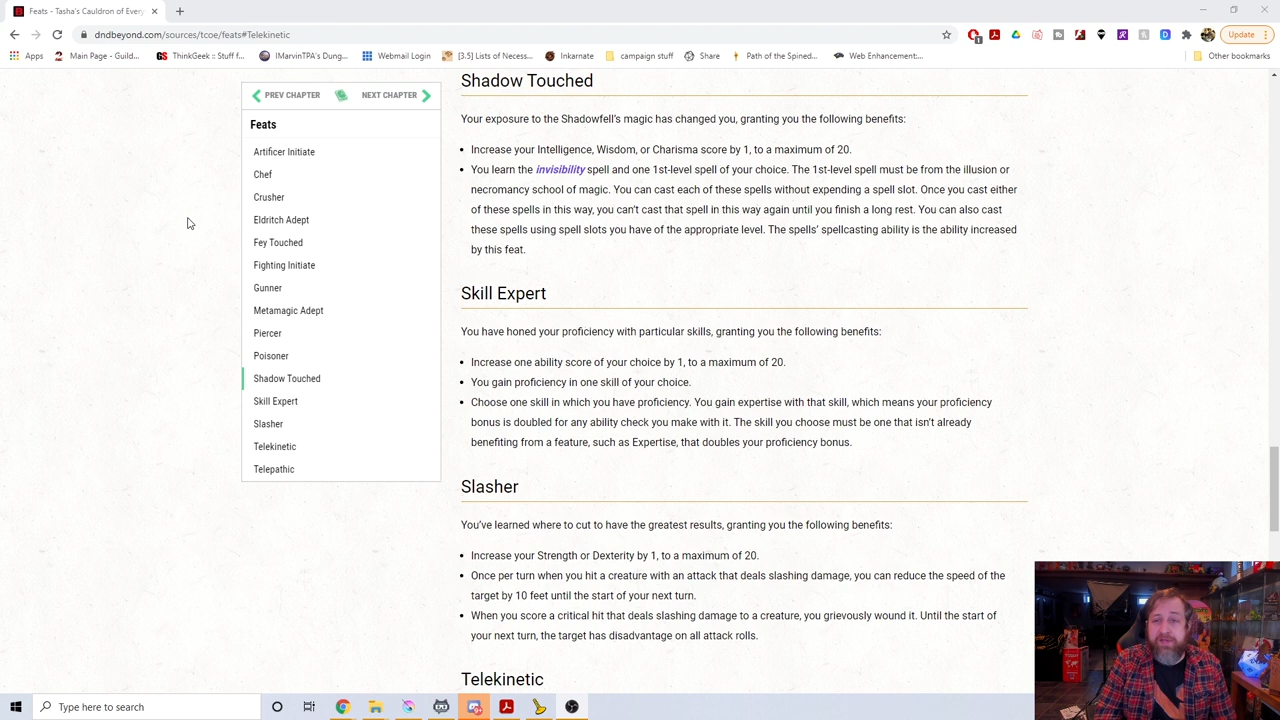 Feats - Tasha's Cauldron of Every
dndbeyond.com/sources/tcoe/feats#Telekinetic
Update
Apps
Main Page - Guild...
ThinkGeek :: Stuff f...
IMarvinTPA's Dung...
Webmail Login
[3.5] Lists of Necess...
Inkarnate
campaign stuff
Share
Path of the Spined...
Web Enhancement:...
Other bookmarks
PREV CHAPTER
NEXT CHAPTER
Feats
Artificer Initiate
Chef
Crusher
Eldritch Adept
Fey Touched
Fighting Initiate
Gunner
Metamagic Adept
Piercer
Poisoner
Shadow Touched
Skill Expert
Slasher
Telekinetic
Telepathic
Shadow Touched
Your exposure to the Shadowfell's magic has changed you, granting you the following benefits:
• Increase your Intelligence, Wisdom, or Charisma score by 1, to a maximum of 20.
• You learn the invisibility spell and one 1st-level spell of your choice. The 1st-level spell must be from the illusion or
necromancy school of magic. You can cast each of these spells without expending a spell slot. Once you cast either
of these spells in this way, you can't cast that spell in this way again until you finish a long rest. You can also cast
these spells using spell slots you have of the appropriate level. The spells' spellcasting ability is the ability increased
by this feat.
Skill Expert
You have honed your proficiency with particular skills, granting you the following benefits:
• Increase one ability score of your choice by 1, to a maximum of 20.
• You gain proficiency in one skill of your choice.
• Choose one skill in which you have proficiency. You gain expertise with that skill, which means your proficiency
bonus is doubled for any ability check you make with it. The skill you choose must be one that isn't already
benefiting from a feature, such as Expertise, that doubles your proficiency bonus.
Slasher
You've learned where to cut to have the greatest results, granting you the following benefits:
• Increase your Strength or Dexterity by 1, to a maximum of 20.
• Once per turn when you hit a creature with an attack that deals slashing damage, you can reduce the speed of the
target by 10 feet until the start of your next turn.
• When you score a critical hit that deals slashing damage to a creature, you grievously wound it. Until the start of
your next turn, the target has disadvantage on all attack rolls.
Telekinetic
Type here to search